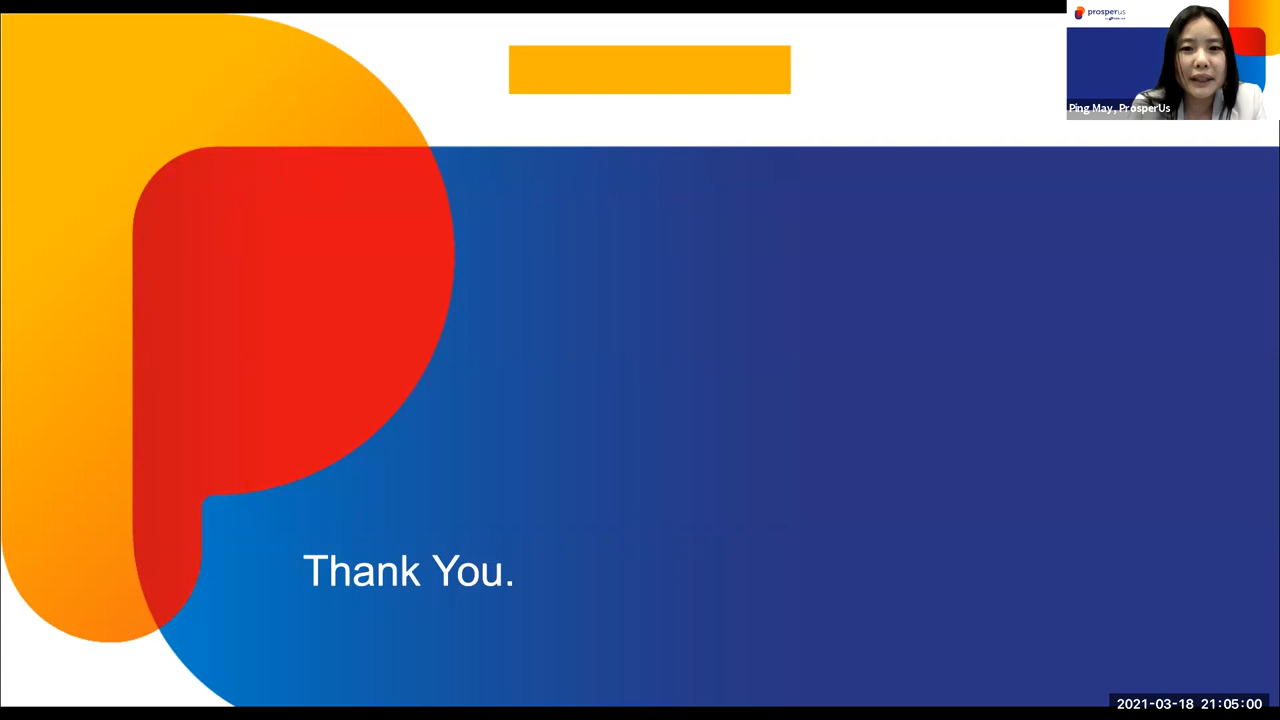 prosperus
Ping May, ProsperUs
Thank You.
2021-03-18 21:05:00